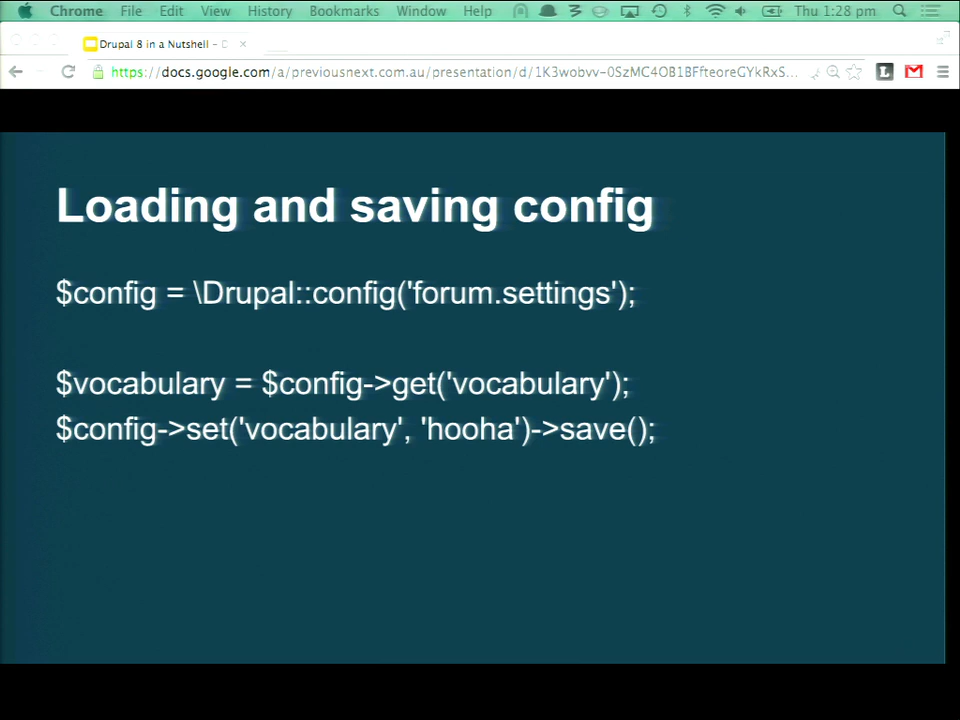 Chrome File Edit View History Bookmarks Window Help Thu 1:28 pm
Drupal 8 in a Nutshell -
https://docs.google.com/a/previousnext.com.au/presentation/d/1K3wobvv-0SzMC4OB1BFfteoreGYkRxS...
Loading and saving config
$config = \Drupal::config('forum.settings');
$vocabulary = $config->get('vocabulary');
$config->set('vocabulary', 'hooha')->save();